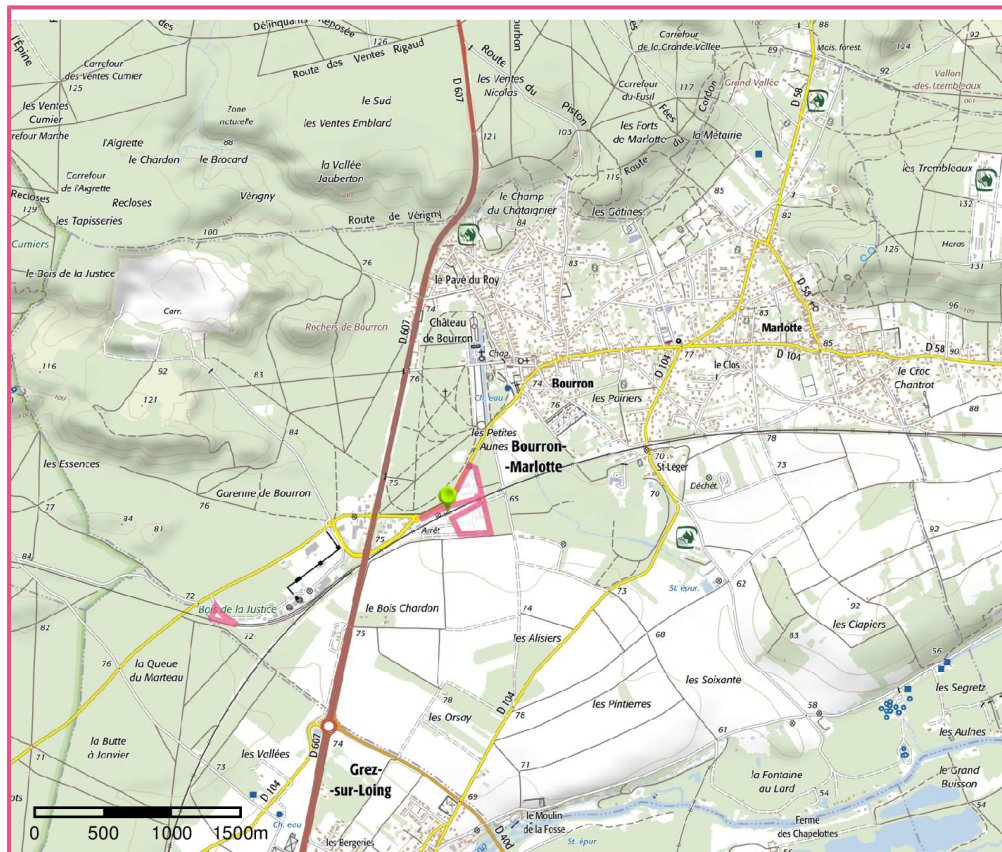 l'Épine
Délinquants
Reposée
126
Route des Ventes Rigaud
Carrefour
des Ventes Cumier
125
les Ventes
Cumier
Carrefour Marthe
Zone
naturelle
88
le Sud
les Ventes Emblard
l'Aigrette
le Chardon
le Brocard
Carrefour
de l'Aigrette
la Vallée
Jauberton
Recloses
129
Recloses
les Tapisseries
Vérigny
100
Route de Vérigny
D 607
Route du Piston
les Ventes
Nicolas
121
103
Carrefour
de la Grande Vallée
Carrefour
du Fusil
117
les Forts
de Marlotte
Route du Cordon
Fées
119
Grand Vallée
la Métairie
89
86
Mais. forest.
92
D 58
124
Vallon
des Trembleaux
les Trembleaux
132
Haras
125
82
85
le Champ
du Châtaignier
84
les Gâtines
83
Cumiers
le Bois de la Justice
Carr.
76
92
83
121
116
84
Rochers de Bourron
le Pavé du Roy
74
D 607
76
Château
de Bourron
Chap.
Bourron
74
76
Ch. eau
les Poiriers
D 104
77
le Clos
83
Marlotte
D 58
96
85
D 104
D 58
90
le Croc
Chantrot
88
78
les Petites
Aunes
Bourron-
-Marlotte
65
70
St-Léger
70
Déchèt.
73
les Essences
Garenne de Bourron
75
Arrêt
St. épur.
62
92
92
les Clapiers
83
72
Bois de la Justice
72
82
76
la Queue
du Marteau
le Bois Chardon
75
74
73
les Alisiers
68
les Pintierres
les Soixante
56
58
les Segretz
les Aulnes
le Grand
Buisson
78
les Orsay
D 104
78
71
61
la Butte
à Janvier
71
76
les Vallées
D 607
74
D 104
Grez-
-sur-Loing
69
D 40d
la Fontaine
au Lard
Ferme
des Chapelottes
le Moulin
de la Fosse
St. épur.
Ch. eau
les Bergeries
0 500 1000 1500m